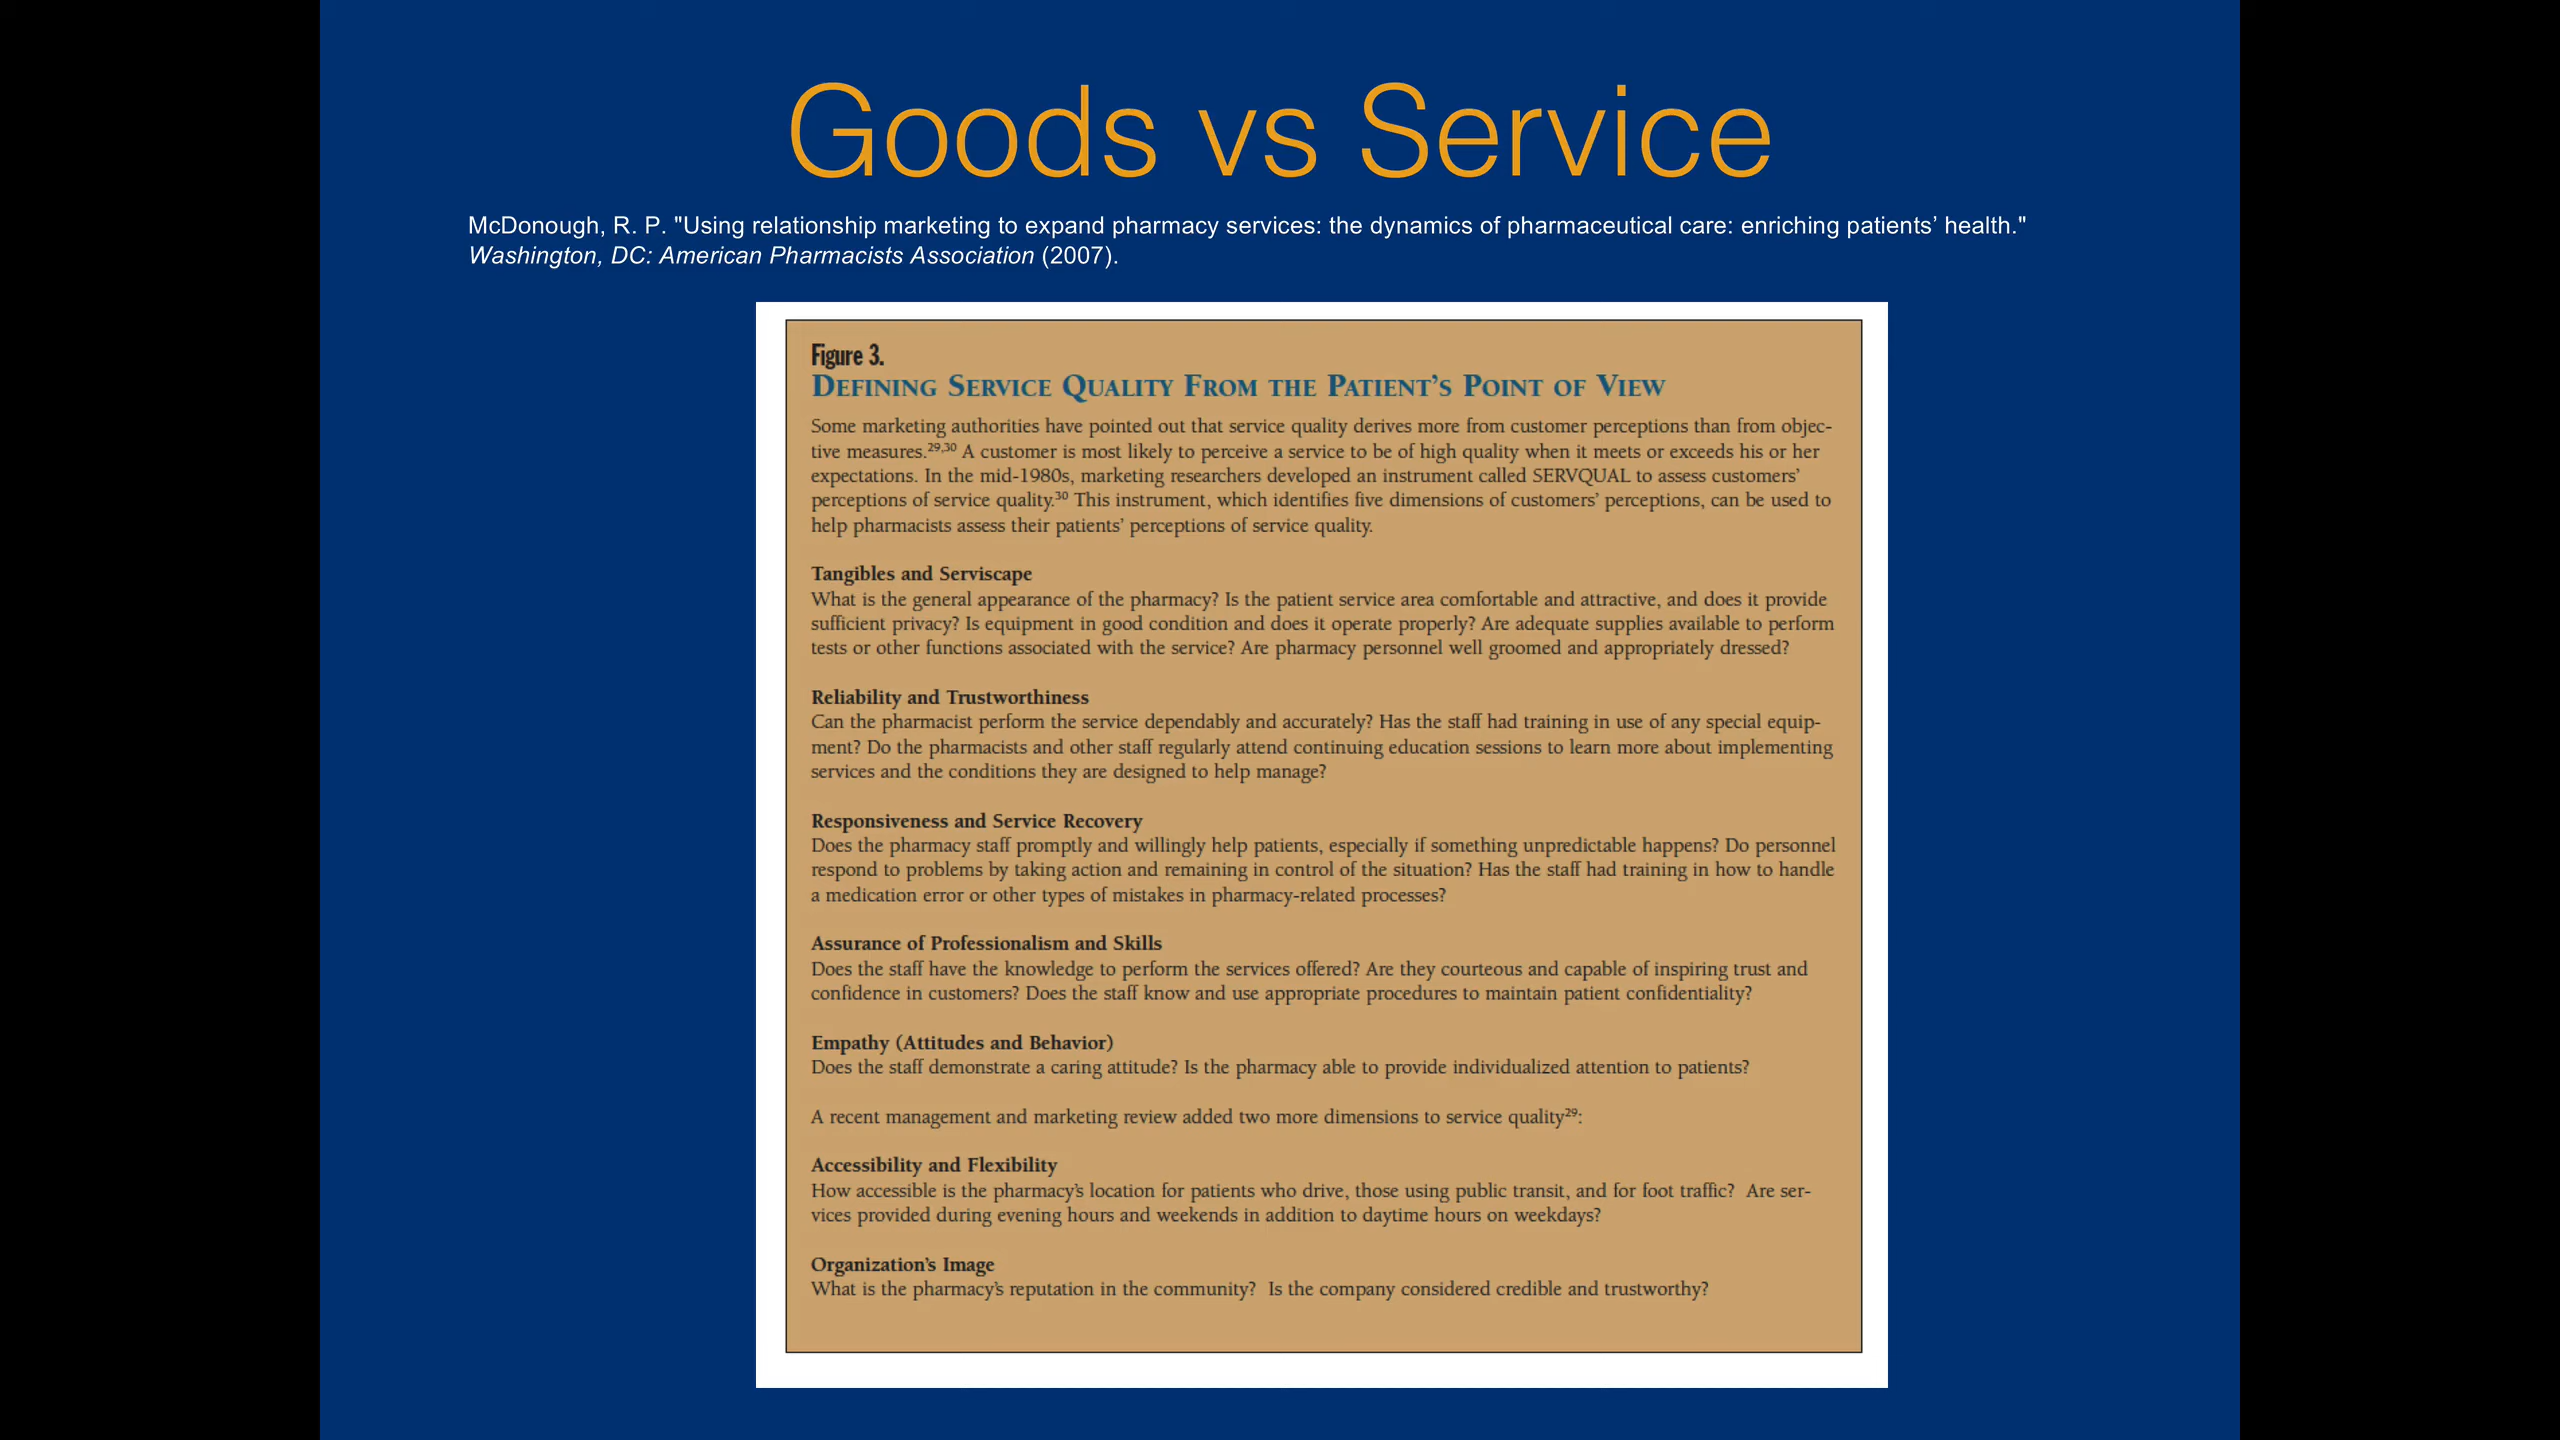 Goods vs Service
McDonough, R. P. "Using relationship marketing to expand pharmacy services: the dynamics of pharmaceutical care: enriching patients’ health."
Washington, DC: American Pharmacists Association (2007).
Figure 3.
DEFINING SERVICE QUALITY FROM THE PATIENT’S POINT OF VIEW
Some marketing authorities have pointed out that service quality derives more from customer perceptions than from objec-
tive measures.29,30 A customer is most likely to perceive a service to be of high quality when it meets or exceeds his or her
expectations. In the mid-1980s, marketing researchers developed an instrument called SERVQUAL to assess customers’
perceptions of service quality.30 This instrument, which identifies five dimensions of customers’ perceptions, can be used to
help pharmacists assess their patients’ perceptions of service quality.
Tangibles and Serviscape
What is the general appearance of the pharmacy? Is the patient service area comfortable and attractive, and does it provide
sufficient privacy? Is equipment in good condition and does it operate properly? Are adequate supplies available to perform
tests or other functions associated with the service? Are pharmacy personnel well groomed and appropriately dressed?
Reliability and Trustworthiness
Can the pharmacist perform the service dependably and accurately? Has the staff had training in use of any special equip-
ment? Do the pharmacists and other staff regularly attend continuing education sessions to learn more about implementing
services and the conditions they are designed to help manage?
Responsiveness and Service Recovery
Does the pharmacy staff promptly and willingly help patients, especially if something unpredictable happens? Do personnel
respond to problems by taking action and remaining in control of the situation? Has the staff had training in how to handle
a medication error or other types of mistakes in pharmacy-related processes?
Assurance of Professionalism and Skills
Does the staff have the knowledge to perform the services offered? Are they courteous and capable of inspiring trust and
confidence in customers? Does the staff know and use appropriate procedures to maintain patient confidentiality?
Empathy (Attitudes and Behavior)
Does the staff demonstrate a caring attitude? Is the pharmacy able to provide individualized attention to patients?
A recent management and marketing review added two more dimensions to service quality29:
Accessibility and Flexibility
How accessible is the pharmacy’s location for patients who drive, those using public transit, and for foot traffic? Are ser-
vices provided during evening hours and weekends in addition to daytime hours on weekdays?
Organization’s Image
What is the pharmacy’s reputation in the community? Is the company considered credible and trustworthy?